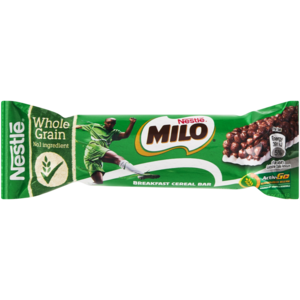 Nestlé
Whole
Grain
No1 ingredient
Nestlé
MILO
BREAKFAST CEREAL BAR
Activ-Go